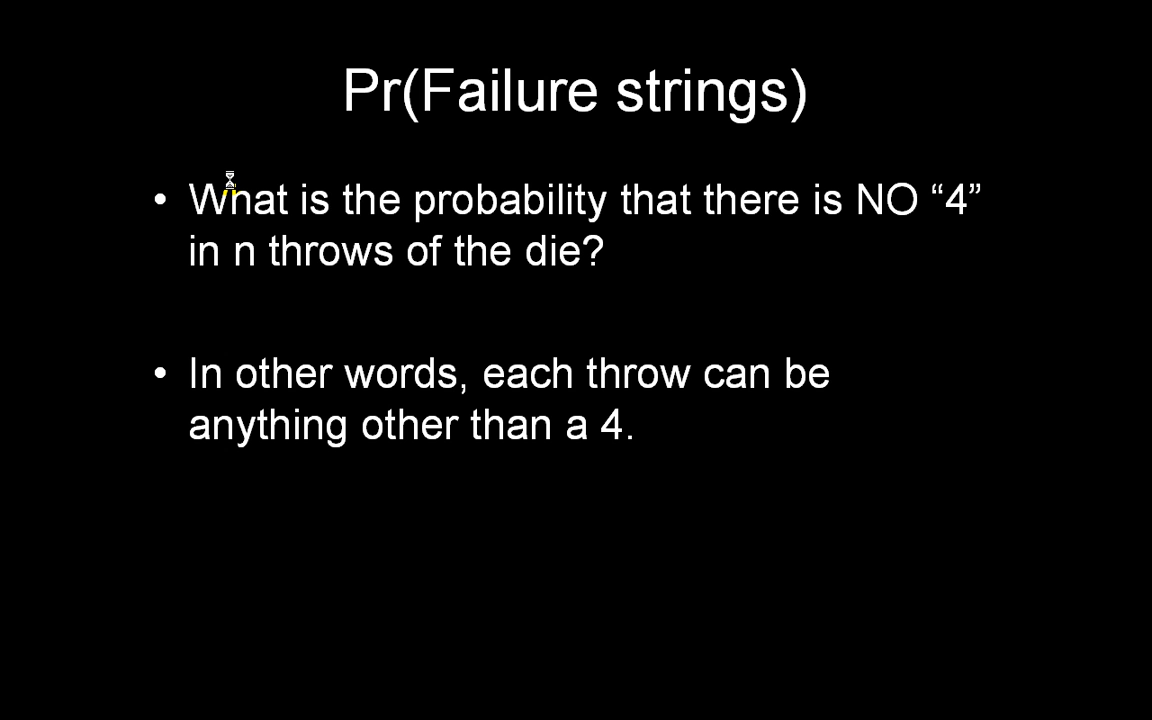 Pr(Failure strings)
• What is the probability that there is NO “4”
in n throws of the die?
• In other words, each throw can be
anything other than a 4.